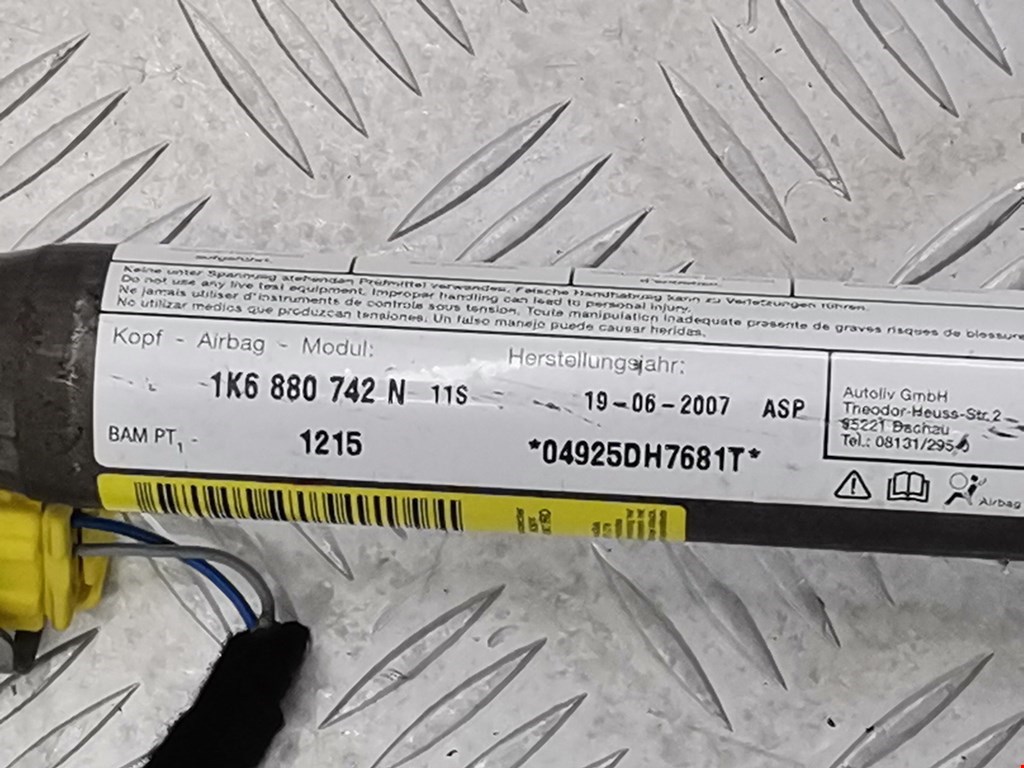 Keine unter Spannung stehenden Prüfmittel verwenden. Falsche Handhabung kann zu Verletzungen führen.
Do not use any live test equipment. Improper handling can lead to personal injury.
Ne jamais utiliser d'instruments de contrôle sous tension. Toute manipulation inadequate presente de graves risques de blessure
No utilizar medios que produzcan tensiones. Un falso manejo puede causar heridas.
Kopf - Airbag - Modul:
1K6 880 742 N 11S
BAM PT1 - 1215
Herstellungsjahr:
19-06-2007 ASP
*04925DH7681T*
Autoliv GmbH
Theodor-Heuss-Str.2
85221 Dachau
Tel.: 08131/295
Airbag